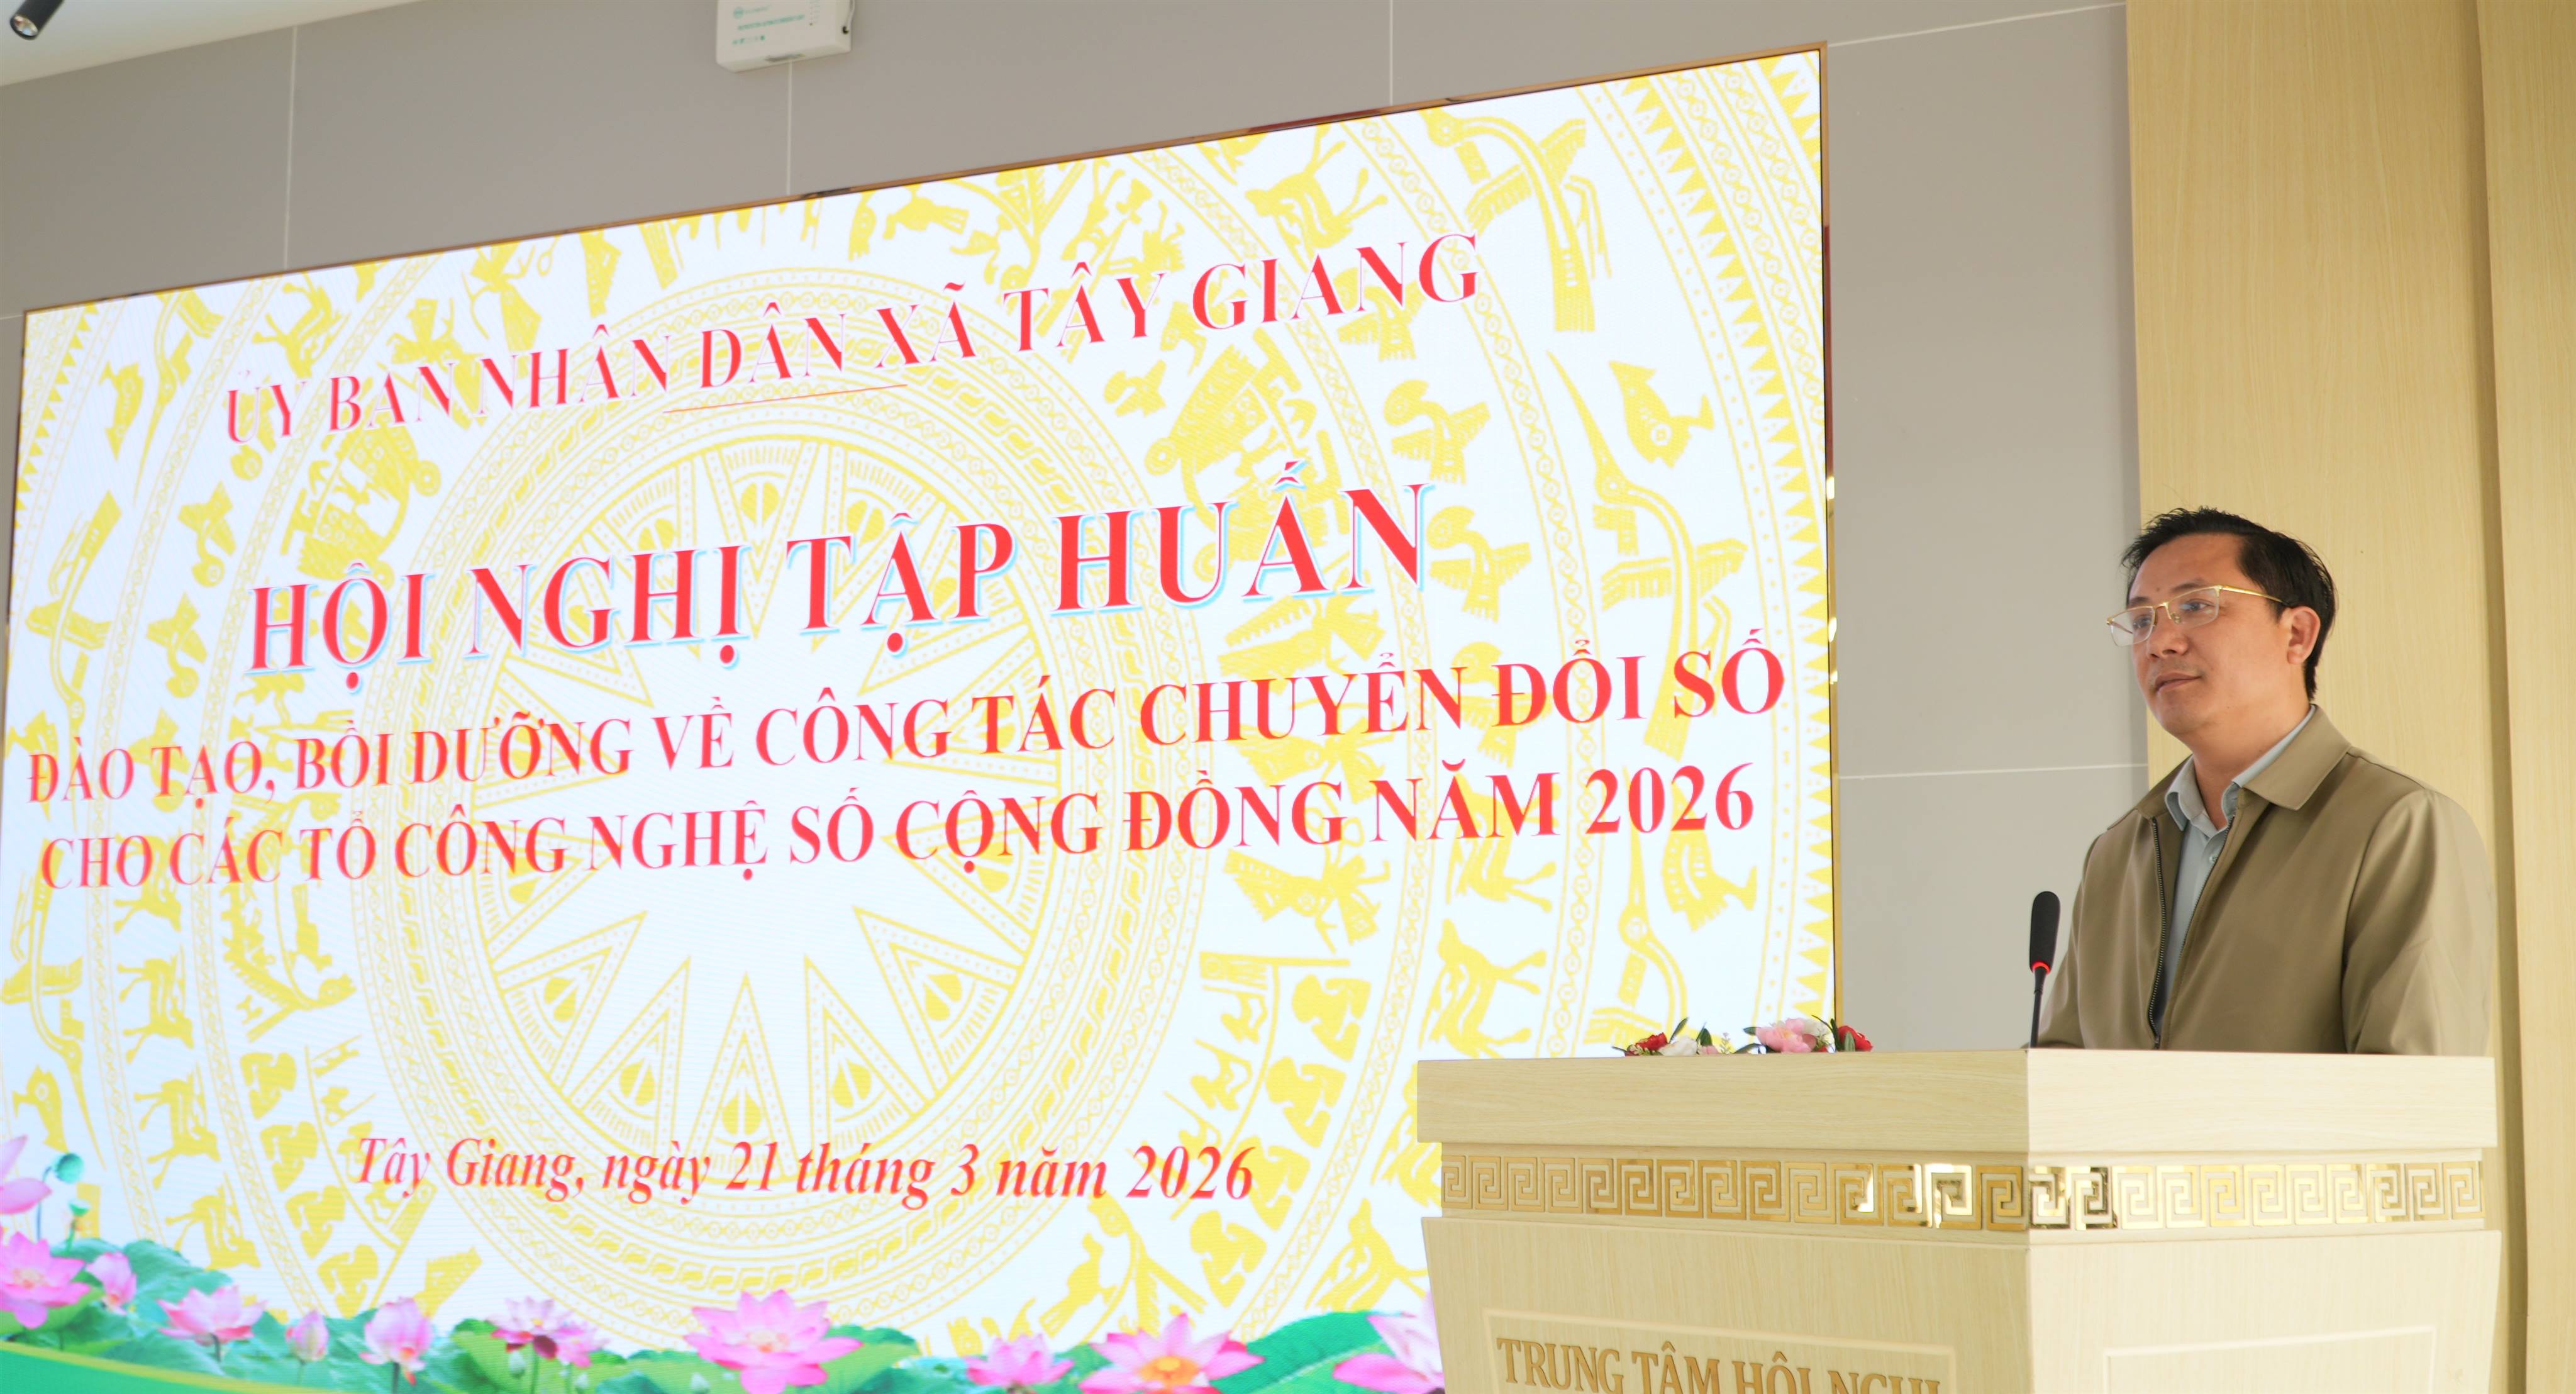 ỦY BAN NHÂN DÂN XÃ TÂY GIANG
HỘI NGHỊ TẬP HUẤN
ĐÀO TẠO, BỒI DƯỠNG VỀ CÔNG TÁC CHUYỂN ĐỔI SỐ
CHO CÁC TỔ CÔNG NGHỆ SỐ CỘNG ĐỒNG NĂM 2026
Tây Giang, ngày 21 tháng 3 năm 2026
TRUNG TÂM HỘI NGHỊ